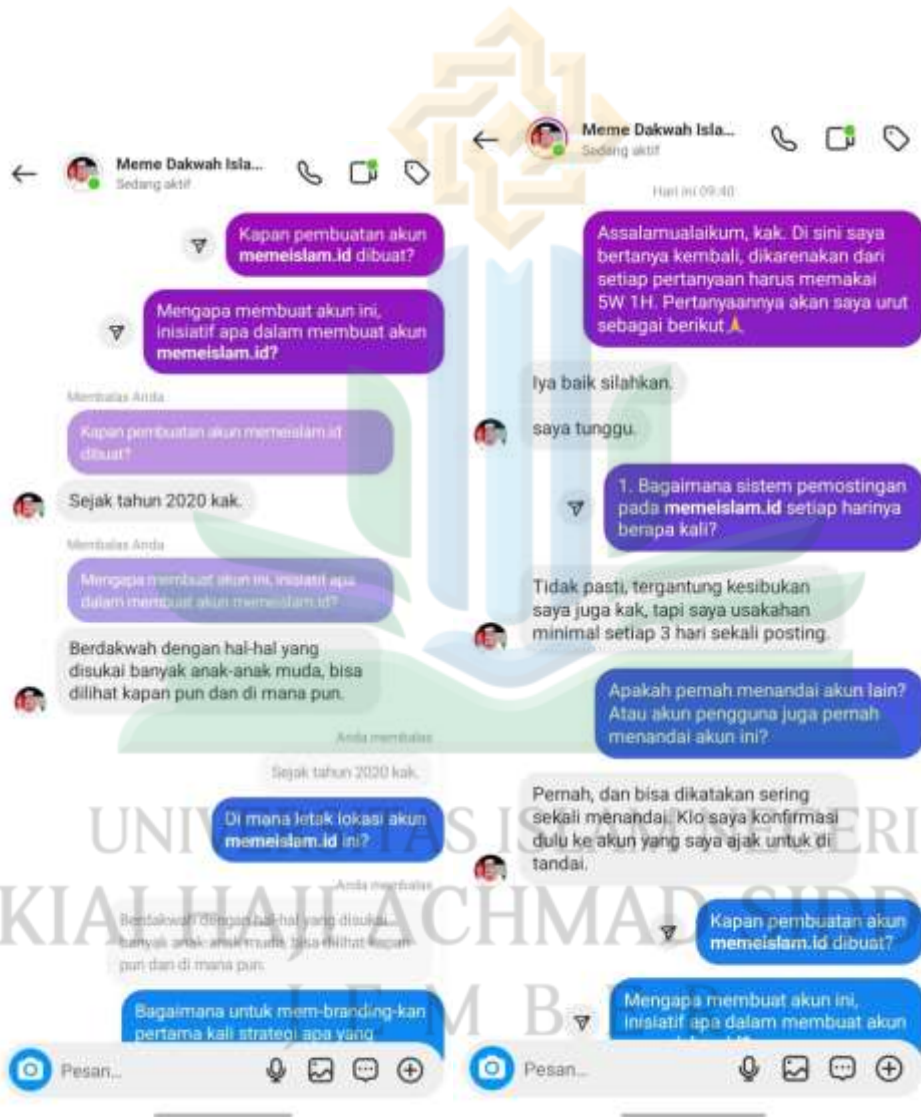 Meme Dakwah Isla...
Sedang aktif
Kapan pembuatan akun
memeislam.id dibuat?
Mengapa membuat akun ini,
inisiatif apa dalam membuat akun
memeislam.id?
Membalas Anda
Kapan pembuatan akun memeislam.id
dibuat?
Sejak tahun 2020 kak.
Membalas Anda
Mengapa membuat akun ini, inisiatif apa
dalam membuat akun memeislam.id?
Berdakwah dengan hal-hal yang
disukai banyak anak-anak muda, bisa
dilihat kapan pun dan di mana pun.
Anda membalas
Sejak tahun 2020 kak.
Di mana letak lokasi akun
memeislam.id ini?
Anda membalas
Berdakwah dengan hal-hal yang disukai
banyak anak-anak muda, bisa dilihat kapan
pun dan di mana pun.
Bagaimana untuk mem-branding-kan
pertama kali strategi apa yang
Pesan...
Meme Dakwah Isla...
Sedang aktif
Hari ini 09:40
Assalamualaikum, kak. Di sini saya
bertanya kembali, dikarenakan dari
setiap pertanyaan harus memakai
5W 1H. Pertanyaannya akan saya urut
sebagai berikut🙏
Iya baik silahkan.
saya tunggu.
1. Bagaimana sistem pemostingan
pada memeislam.id setiap harinya
berapa kali?
Tidak pasti, tergantung kesibukan
saya juga kak, tapi saya usakahan
minimal setiap 3 hari sekali posting.
Apakah pernah menandai akun lain?
Atau akun pengguna juga pernah
menandai akun ini?
Pernah, dan bisa dikatakan sering
sekali menandai. Klo saya konfirmasi
dulu ke akun yang saya ajak untuk di
tandai.
Kapan pembuatan akun
memeislam.id dibuat?
Mengapa membuat akun ini,
inisiatif apa dalam membuat akun
Pesan...
UNIVERSITAS ISLAM NEGERI
KIAI HAJI ACHMAD SIDD
JEMBER